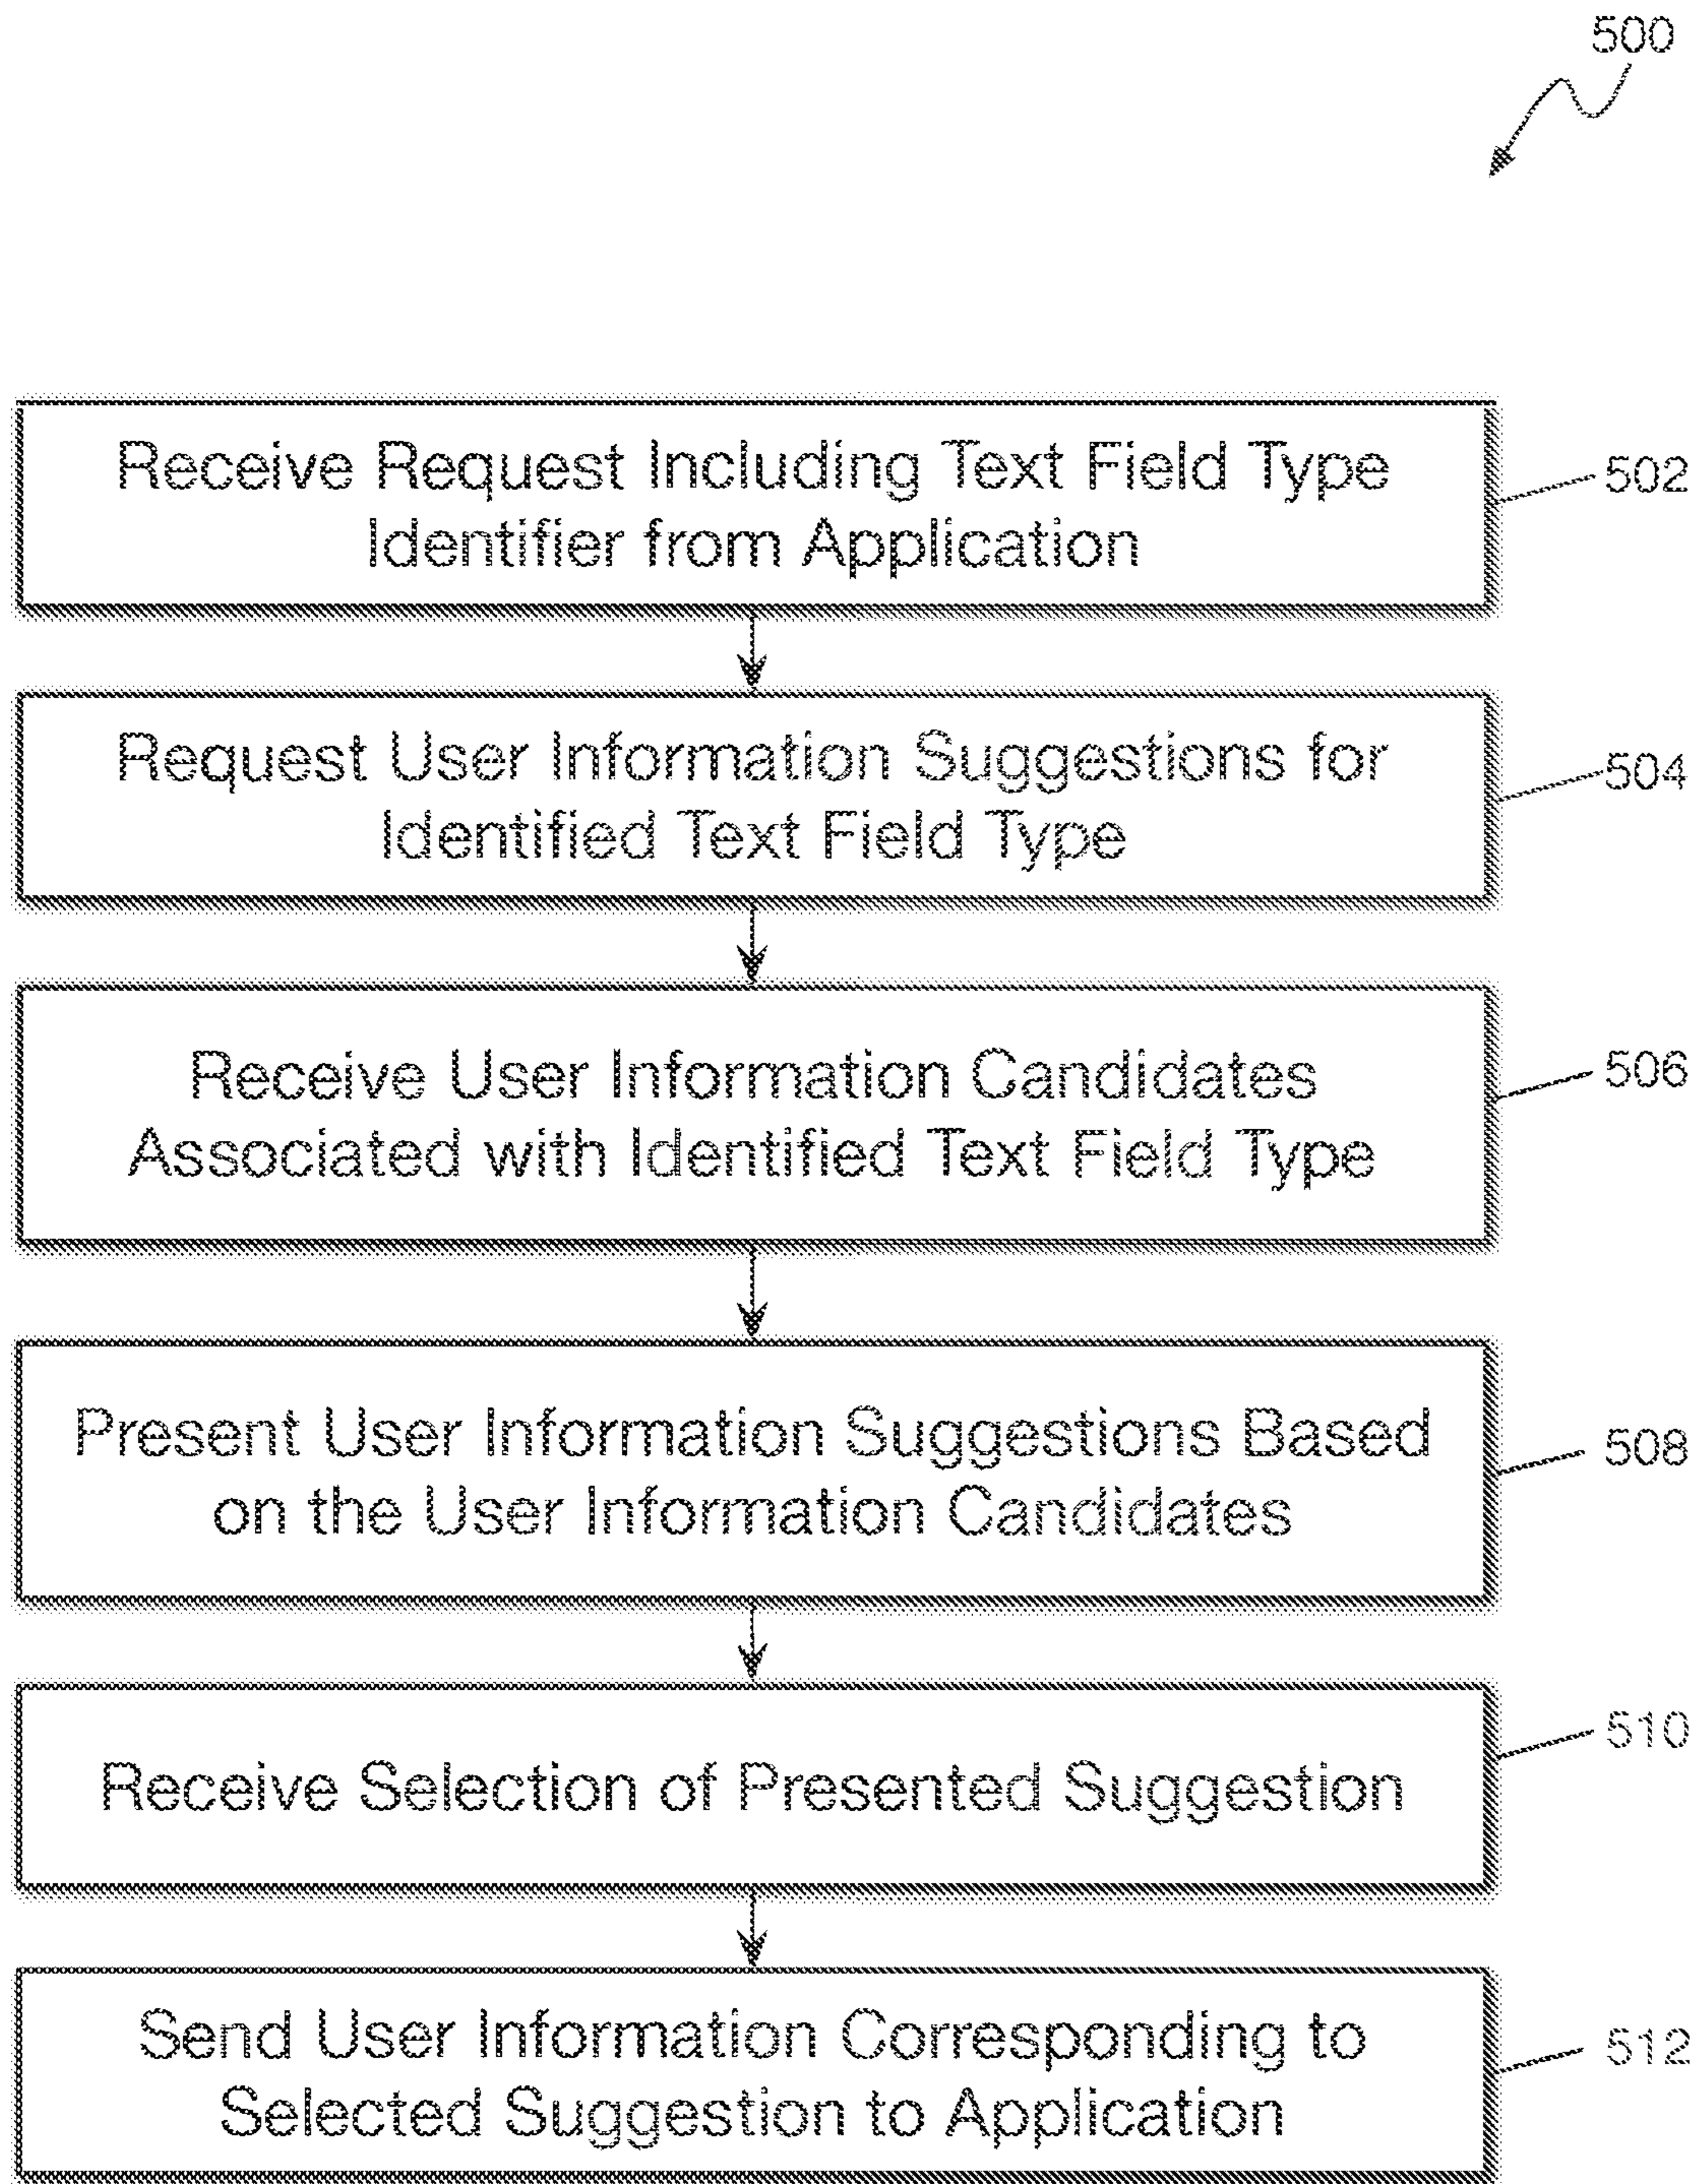 500
Receive Request Including Text Field Type
Identifier from Application
502
Request User Information Suggestions for
Identified Text Field Type
504
Receive User Information Candidates
Associated with Identified Text Field Type
506
Present User Information Suggestions Based
on the User Information Candidates
508
Receive Selection of Presented Suggestion
510
Send User Information Corresponding to
Selected Suggestion to Application
512